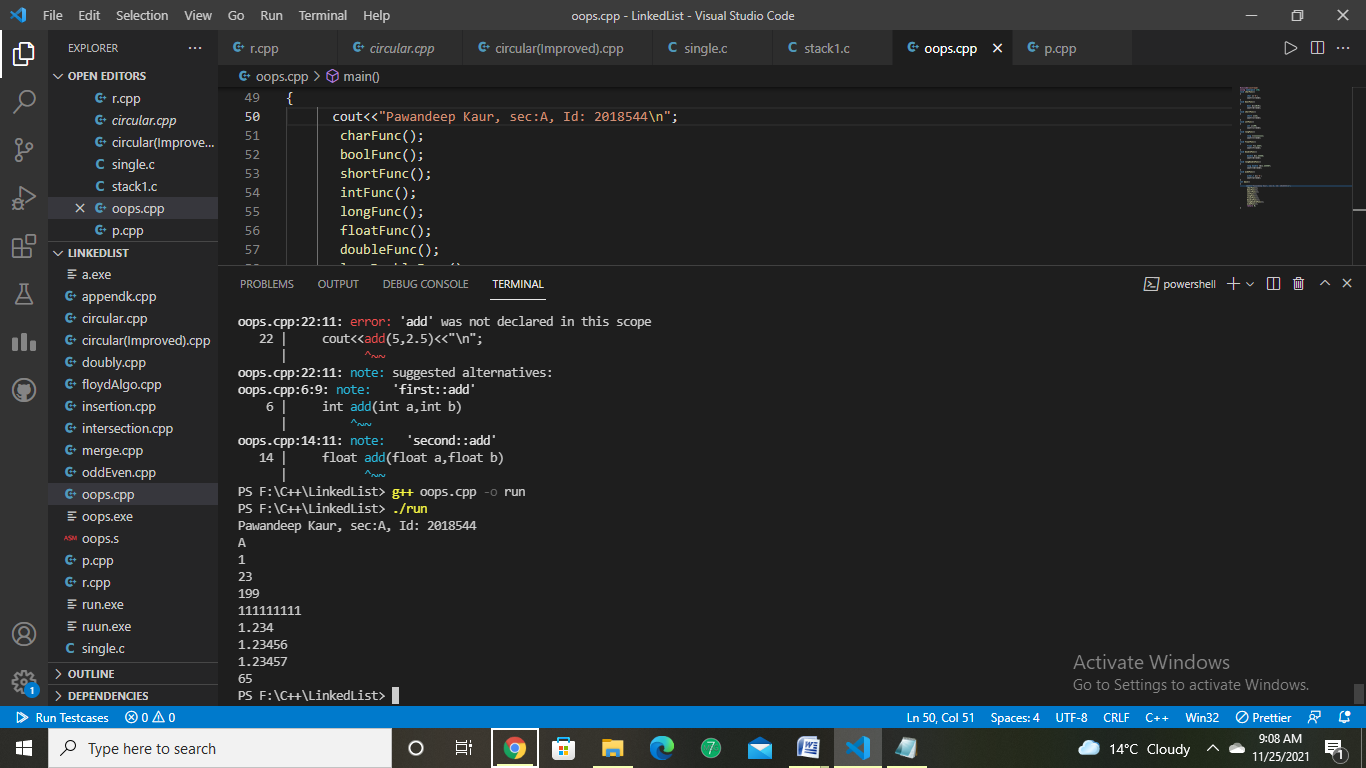 File Edit Selection View Go Run Terminal Help
oops.cpp - LinkedList - Visual Studio Code
EXPLORER
OPEN EDITORS
r.cpp
circular.cpp
circular(Improve...
single.c
stack1.c
oops.cpp
p.cpp
LINKEDLIST
a.exe
appendk.cpp
circular.cpp
circular(Improved).cpp
doubly.cpp
floydAlgo.cpp
insertion.cpp
intersection.cpp
merge.cpp
oddEven.cpp
oops.cpp
oops.exe
ASM oops.s
p.cpp
r.cpp
run.exe
ruun.exe
single.c
OUTLINE
DEPENDENCIES
r.cpp circular.cpp circular(Improved).cpp single.c stack1.c oops.cpp p.cpp
oops.cpp > main()
49 {
50 cout<<"Pawandeep Kaur, sec:A, Id: 2018544\n";
51 charFunc();
52 boolFunc();
53 shortFunc();
54 intFunc();
55 longFunc();
56 floatFunc();
57 doubleFunc();
PROBLEMS OUTPUT DEBUG CONSOLE TERMINAL
powershell
oops.cpp:22:11: error: 'add' was not declared in this scope
22 | cout<<add(5,2.5)<<"\n";
| ^~~
oops.cpp:22:11: note: suggested alternatives:
oops.cpp:6:9: note: 'first::add'
6 | int add(int a,int b)
| ^~~
oops.cpp:14:11: note: 'second::add'
14 | float add(float a,float b)
| ^~~
PS F:\C++\LinkedList> g++ oops.cpp -o run
PS F:\C++\LinkedList> ./run
Pawandeep Kaur, sec:A, Id: 2018544
A
1
23
199
111111111
1.234
1.23456
1.23457
65
PS F:\C++\LinkedList>
Activate Windows
Go to Settings to activate Windows.
1
Run Testcases 0 0
Ln 50, Col 51 Spaces: 4 UTF-8 CRLF C++ Win32 Prettier
Type here to search
7
14°C Cloudy
9:08 AM
11/25/2021
1